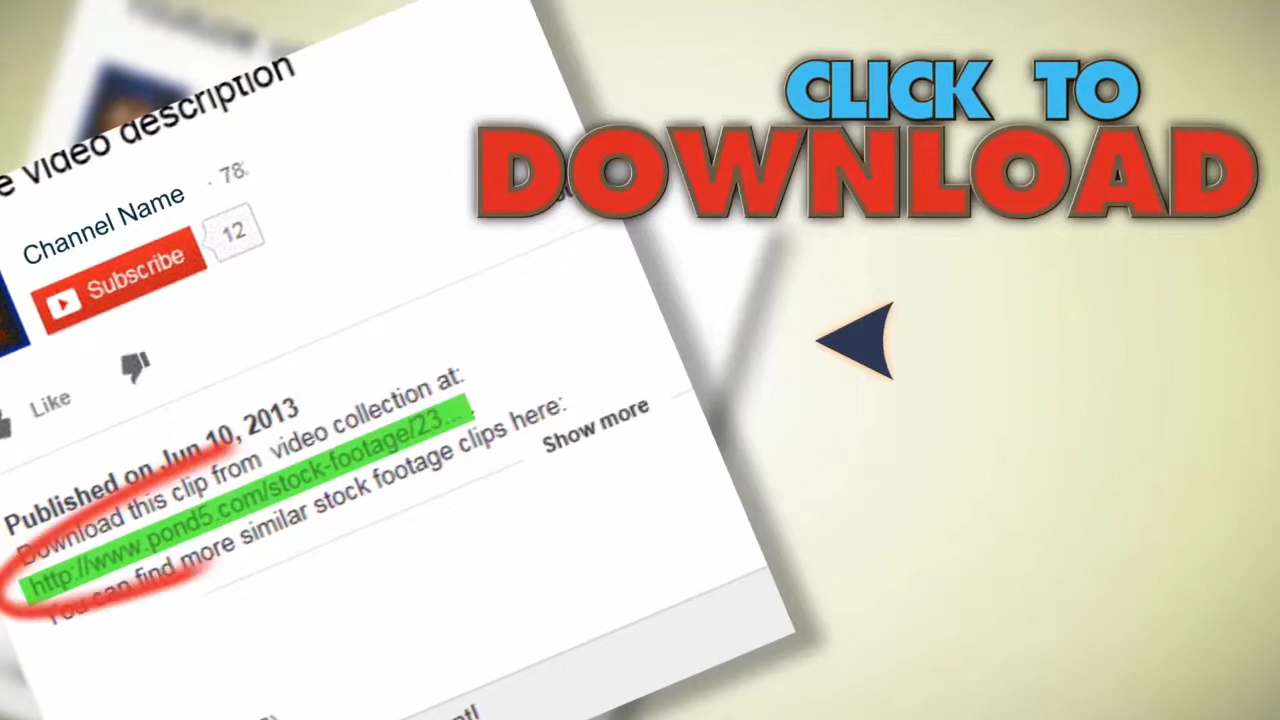 CLICK TO
DOWNLOAD
video description
Channel Name
Subscribe
12
Like
Published on Jun 10, 2013
Download this clip from video collection at:
http://www.pond5.com/stock-footage/23...
You can find more similar stock footage clips here:
Show more